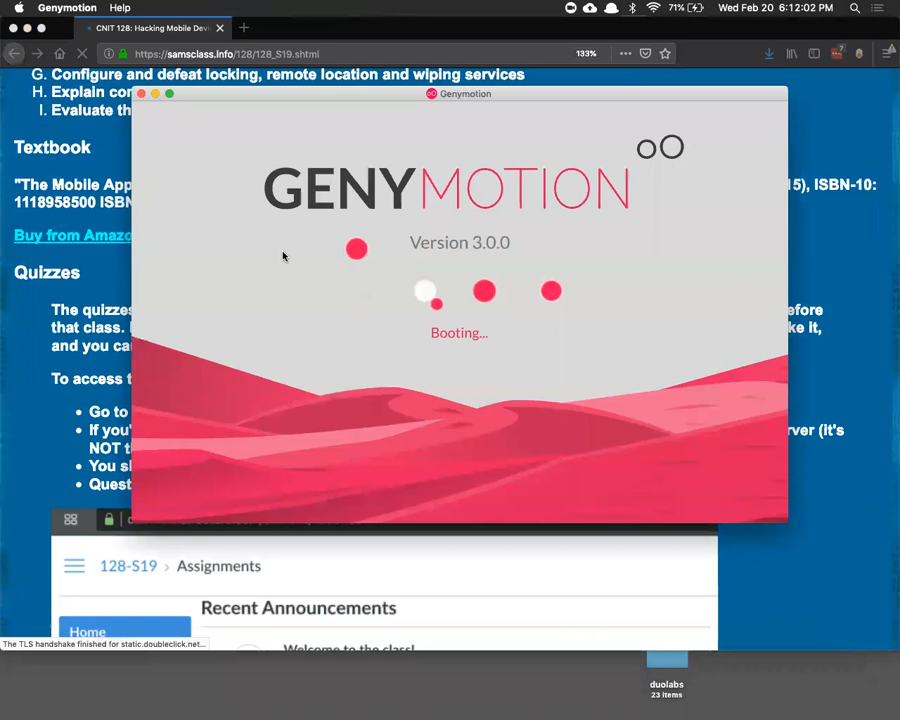 Genymotion Help
71% Wed Feb 20 6:12:02 PM
CNIT 128: Hacking Mobile Devi
https://samsclass.info/128/128_S19.shtml
133%
G. Configure and defeat locking, remote location and wiping services
H. Explain con
I. Evaluate th
Genymotion
GENYMOTION
Version 3.0.0
Booting...
Textbook
"The Mobile App
15), ISBN-10:
1118958500 ISBN
Buy from Amazo
Quizzes
The quizzes
efore
that class. I
ke it,
and you can
To access t
Go to
If you'
rver (it's
NOT t
You sh
Quest
128-S19 › Assignments
Recent Announcements
Home
Welcome to the class!
The TLS handshake finished for static.doubleclick.net...
duolabs
23 items